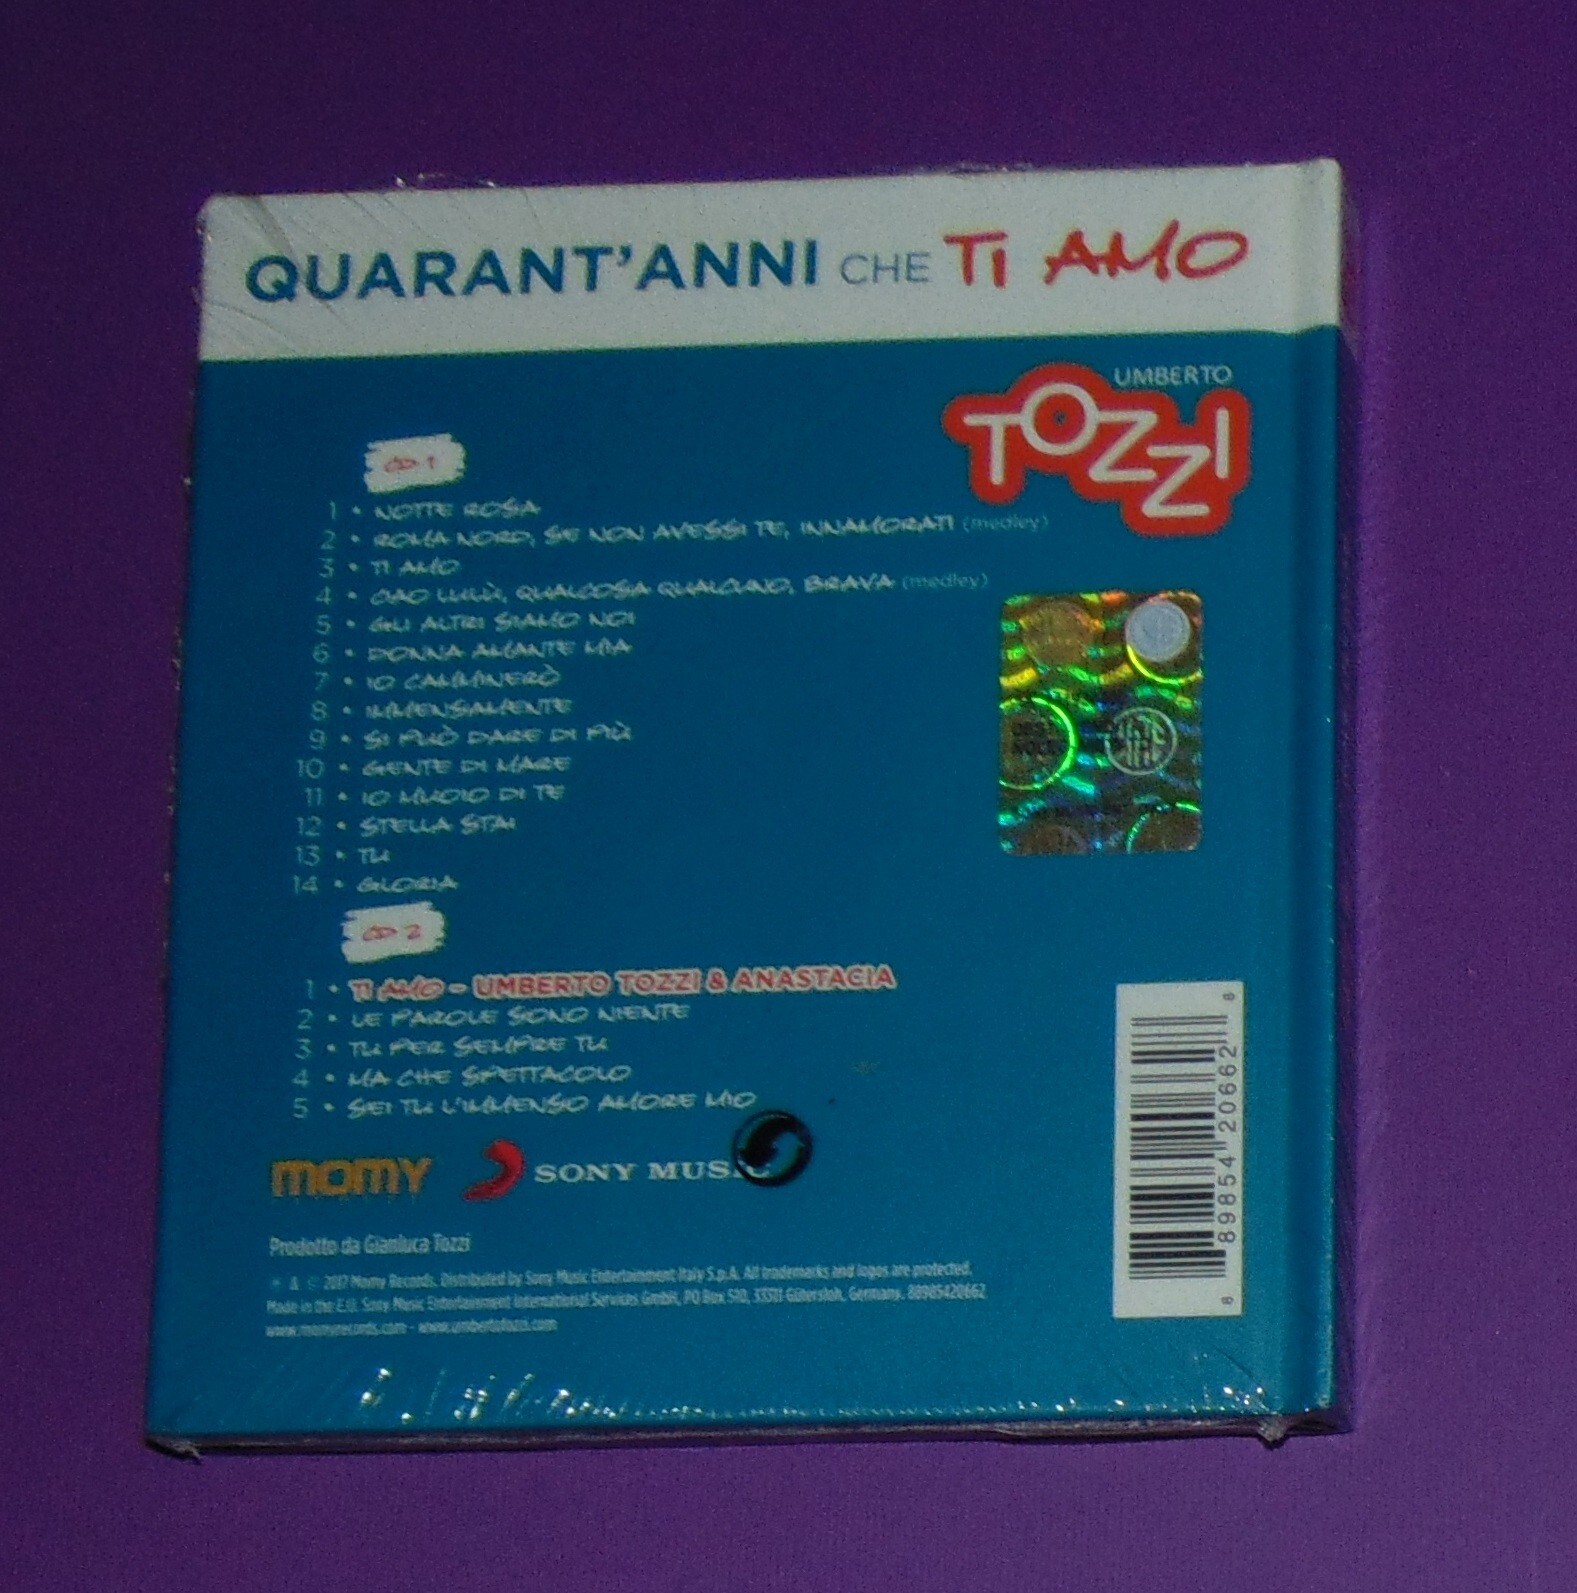 QUARANT'ANNI CHE TI AMO
UMBERTO
TOZZI
CD 1
1 • NOTTE ROSA
2 • ROMA NORD, SE NON AVESSI TE, INNAMORATI (medley)
3 • TI AMO
4 • CIAO LULÙ, QUALCOSA QUALCUNO, BRAVA (medley)
5 • GLI ALTRI SIAMO NOI
6 • DONNA AMANTE MIA
7 • IO CAMMINERÒ
8 • IMMENSAMENTE
9 • SI PUÒ DARE DI PIÙ
10 • GENTE DI MARE
11 • IO MUOIO DI TE
12 • STELLA STAI
13 • TU
14 • GLORIA
CD 2
1 • TI AMO - UMBERTO TOZZI & ANASTACIA
2 • LE PAROLE SONO NIENTE
3 • TU PER SEMPRE TU
4 • MA CHE SPETTACOLO
5 • SEI TU L'IMMENSO AMORE MIO
momy SONY MUSIC
Prodotto da Gianluca Tozzi
℗ & © 2017 Momy Records. Distributed by Sony Music Entertainment Italy S.p.A. All trademarks and logos are protected.
Made in the E.U. Sony Music Entertainment International Services GmbH, PO Box 510, 33311 Gütersloh, Germany. 88985420662
www.momyrecords.com - www.umbertotozzi.com
8 89854 20662 8